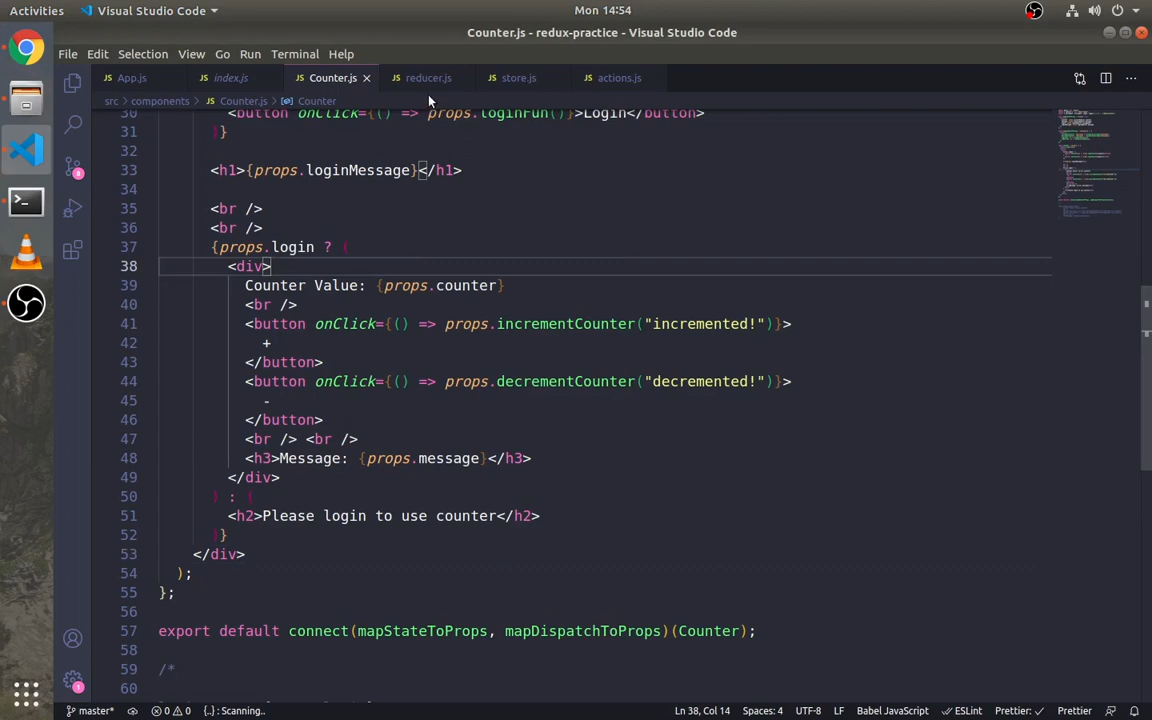 Activities Visual Studio Code Mon 14:54
Counter.js - redux-practice - Visual Studio Code
File Edit Selection View Go Run Terminal Help
App.js index.js Counter.js reducer.js store.js actions.js
src components Counter.js Counter
30 <button onClick={() => props.loginFun()}>Login</button>
31 )}
32
33 <h1>{props.loginMessage}</h1>
34
35 <br />
36 <br />
37 {props.login ? (
38 <div>
39 Counter Value: {props.counter}
40 <br />
41 <button onClick={() => props.incrementCounter("incremented!")}>
42 +
43 </button>
44 <button onClick={() => props.decrementCounter("decremented!")}>
45 -
46 </button>
47 <br /> <br />
48 <h3>Message: {props.message}</h3>
49 </div>
50 ) : (
51 <h2>Please login to use counter</h2>
52 )}
53 </div>
54 );
55 };
56
57 export default connect(mapStateToProps, mapDispatchToProps)(Counter);
58
59 /*
60
master* 0 0 {..}: Scanning.. Ln 38, Col 14 Spaces: 4 UTF-8 LF Babel JavaScript ESLint Prettier: Prettier
8
1